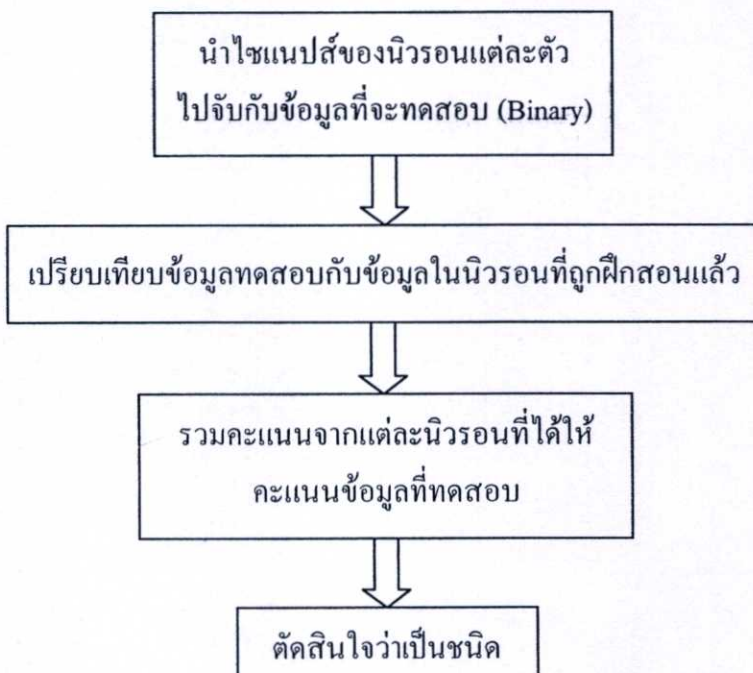 นำไซแนปส์ของนิวรอนแต่ละตัว
ไปจับกับข้อมูลที่จะทดสอบ (Binary)
เปรียบเทียบข้อมูลทดสอบกับข้อมูลในนิวรอนที่ถูกฝึกสอนแล้ว
รวมคะแนนจากแต่ละนิวรอนที่ได้ให้
คะแนนข้อมูลที่ทดสอบ
ตัดสินใจว่าเป็นชนิด